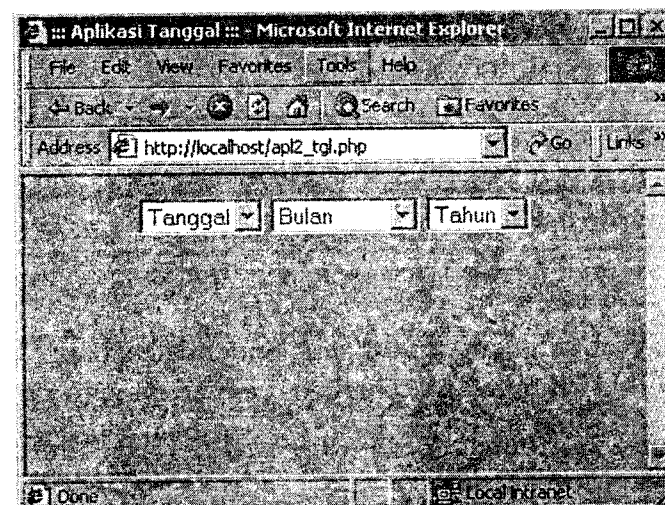 ::: Aplikasi Tanggal ::: - Microsoft Internet Explorer
File Edit View Favorites Tools Help
Back Search Favorites »
Address http://localhost/apl2_tgl.php Go Links »
Tanggal Bulan Tahun
Done Local intranet